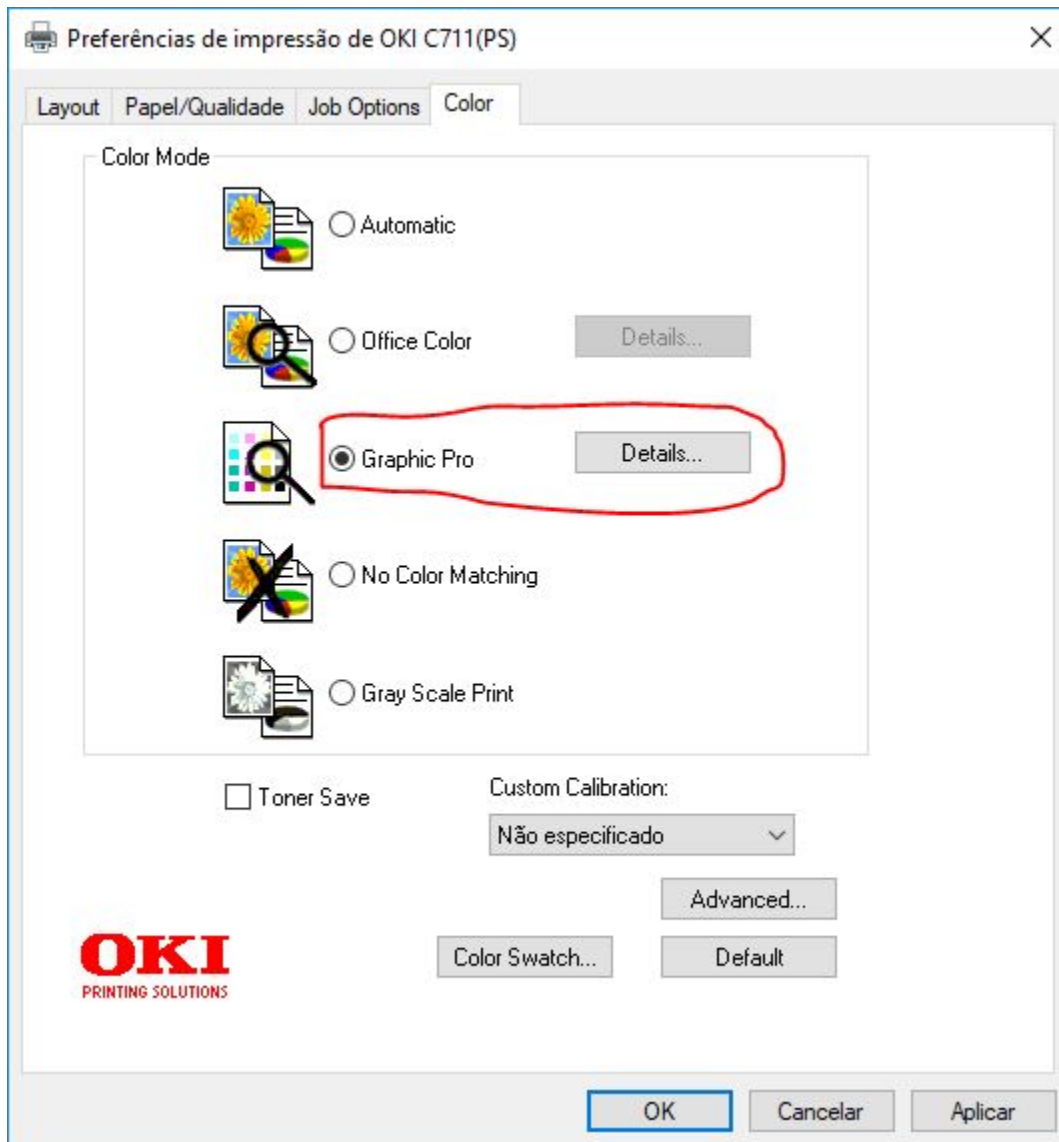 Preferências de impressão de OKI C711(PS)
Layout Papel/Qualidade Job Options Color
Color Mode
Automatic
Office Color Details...
Graphic Pro Details...
No Color Matching
Gray Scale Print
Toner Save
Custom Calibration:
Não especificado
Advanced...
OKI
PRINTING SOLUTIONS
Color Swatch... Default
OK Cancelar Aplicar